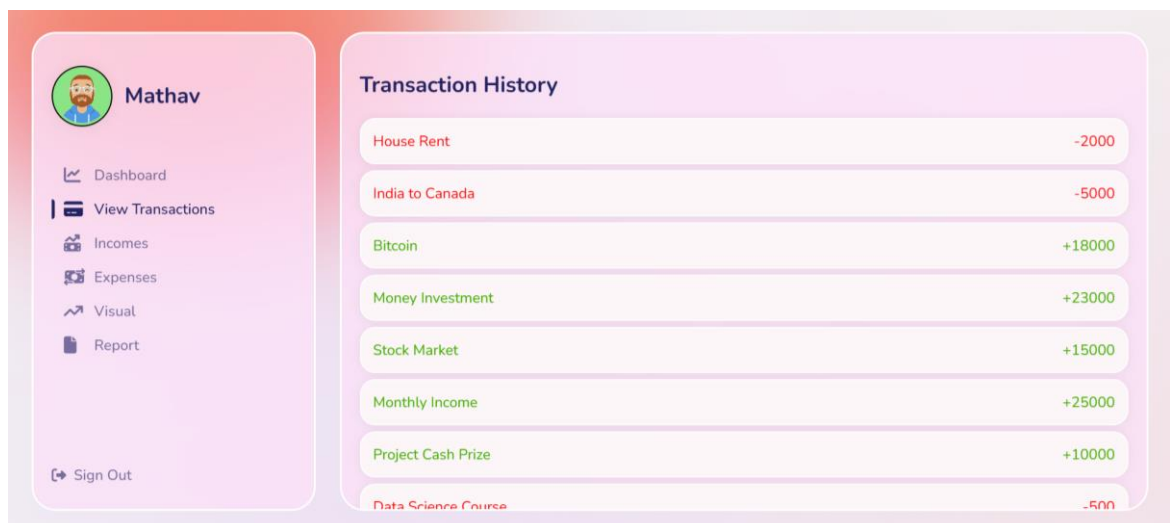 Mathav
Dashboard
View Transactions
Incomes
Expenses
Visual
Report
Sign Out
Transaction History
House Rent -2000
India to Canada -5000
Bitcoin +18000
Money Investment +23000
Stock Market +15000
Monthly Income +25000
Project Cash Prize +10000
Data Science Course -500